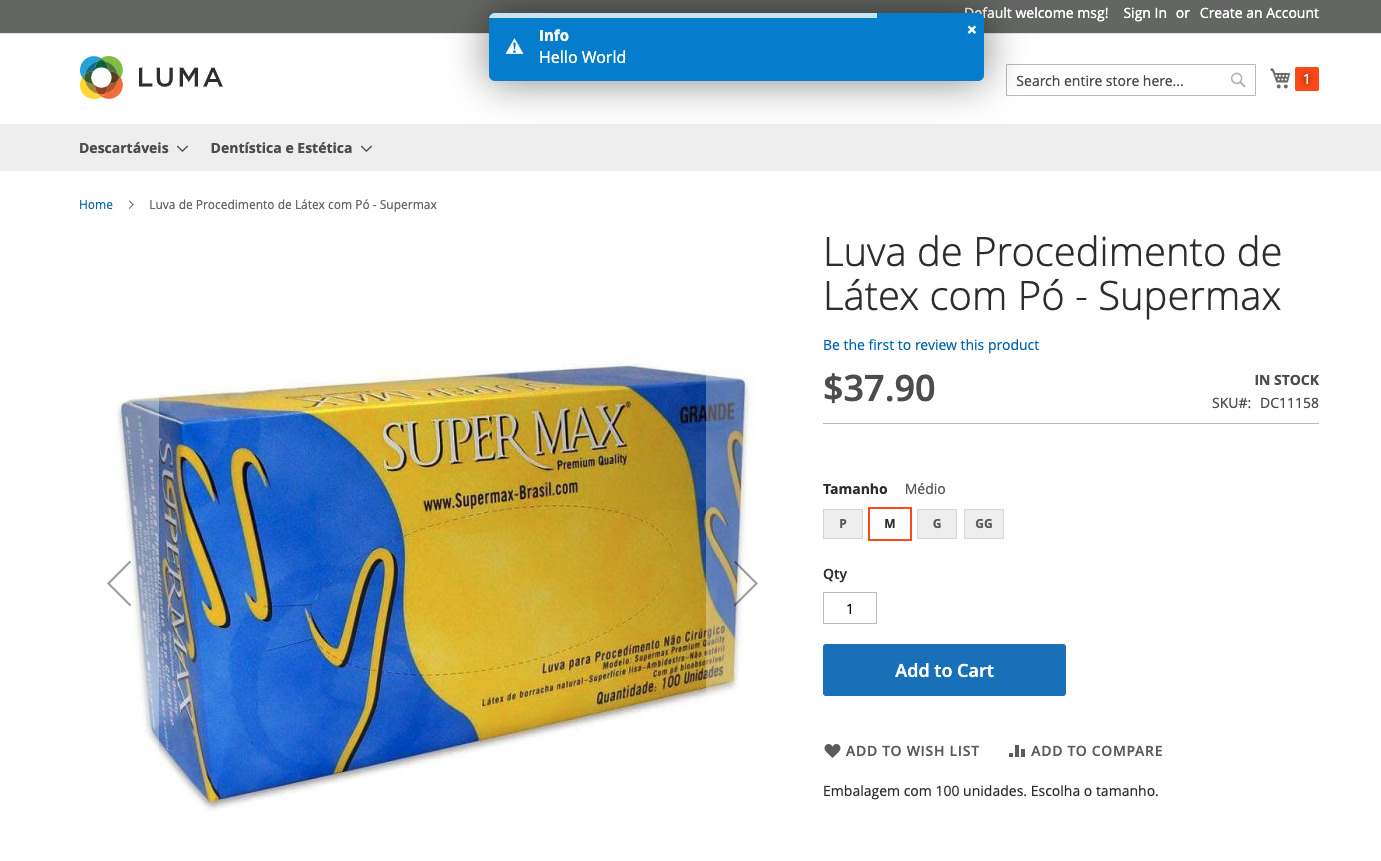 Default welcome msg! Sign In or Create an Account
Info
Hello World
LUMA
Search entire store here...
1
Descartáveis
Dentística e Estética
Home
Luva de Procedimento de Látex com Pó - Supermax
Luva de Procedimento de
Látex com Pó - Supermax
Be the first to review this product
$37.90
IN STOCK
SKU#: DC11158
Tamanho Médio
P
M
G
GG
Qty
1
Add to Cart
ADD TO WISH LIST
ADD TO COMPARE
Embalagem com 100 unidades. Escolha o tamanho.
SUPER MAX
GRANDE
SUPER MAX®
Premium Quality
www.Supermax-Brasil.com
SUPERMAX
Luva para Procedimento Não Cirúrgico
Modelo: Supermax Premium Quality
Látex de borracha natural-Superfície lisa-Ambidestra-Não estéril
Com pó bioabsorvível
Quantidade: 100 Unidades